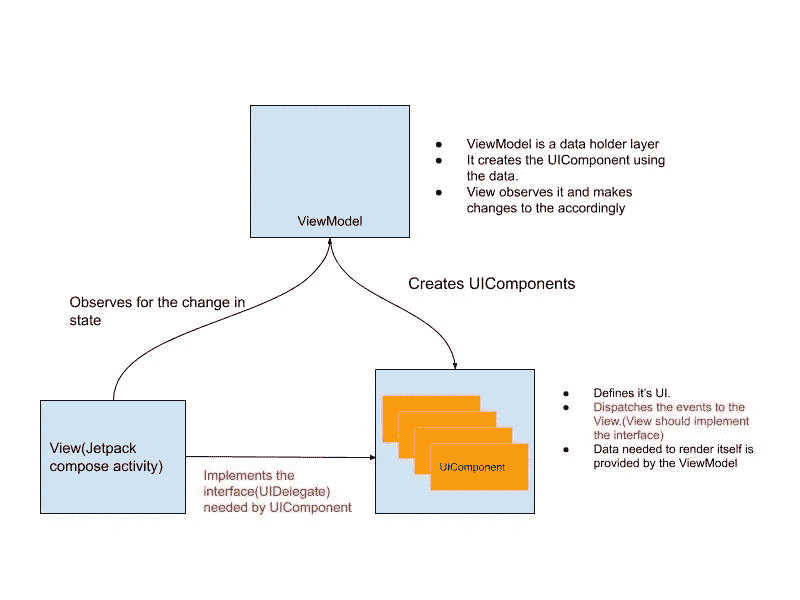 ● ViewModel is a data holder layer
● It creates the UIComponent using
the data.
● View observes it and makes
changes to the accordingly
ViewModel
Creates UIComponents
Observes for the change in
state
● Defines it's UI.
● Dispatches the events to the
View.(View should implement
the interface)
● Data needed to render itself is
provided by the ViewModel
View(Jetpack
compose activity)
UIComponent
Implements the
interface(UIDelegate)
needed by UIComponent